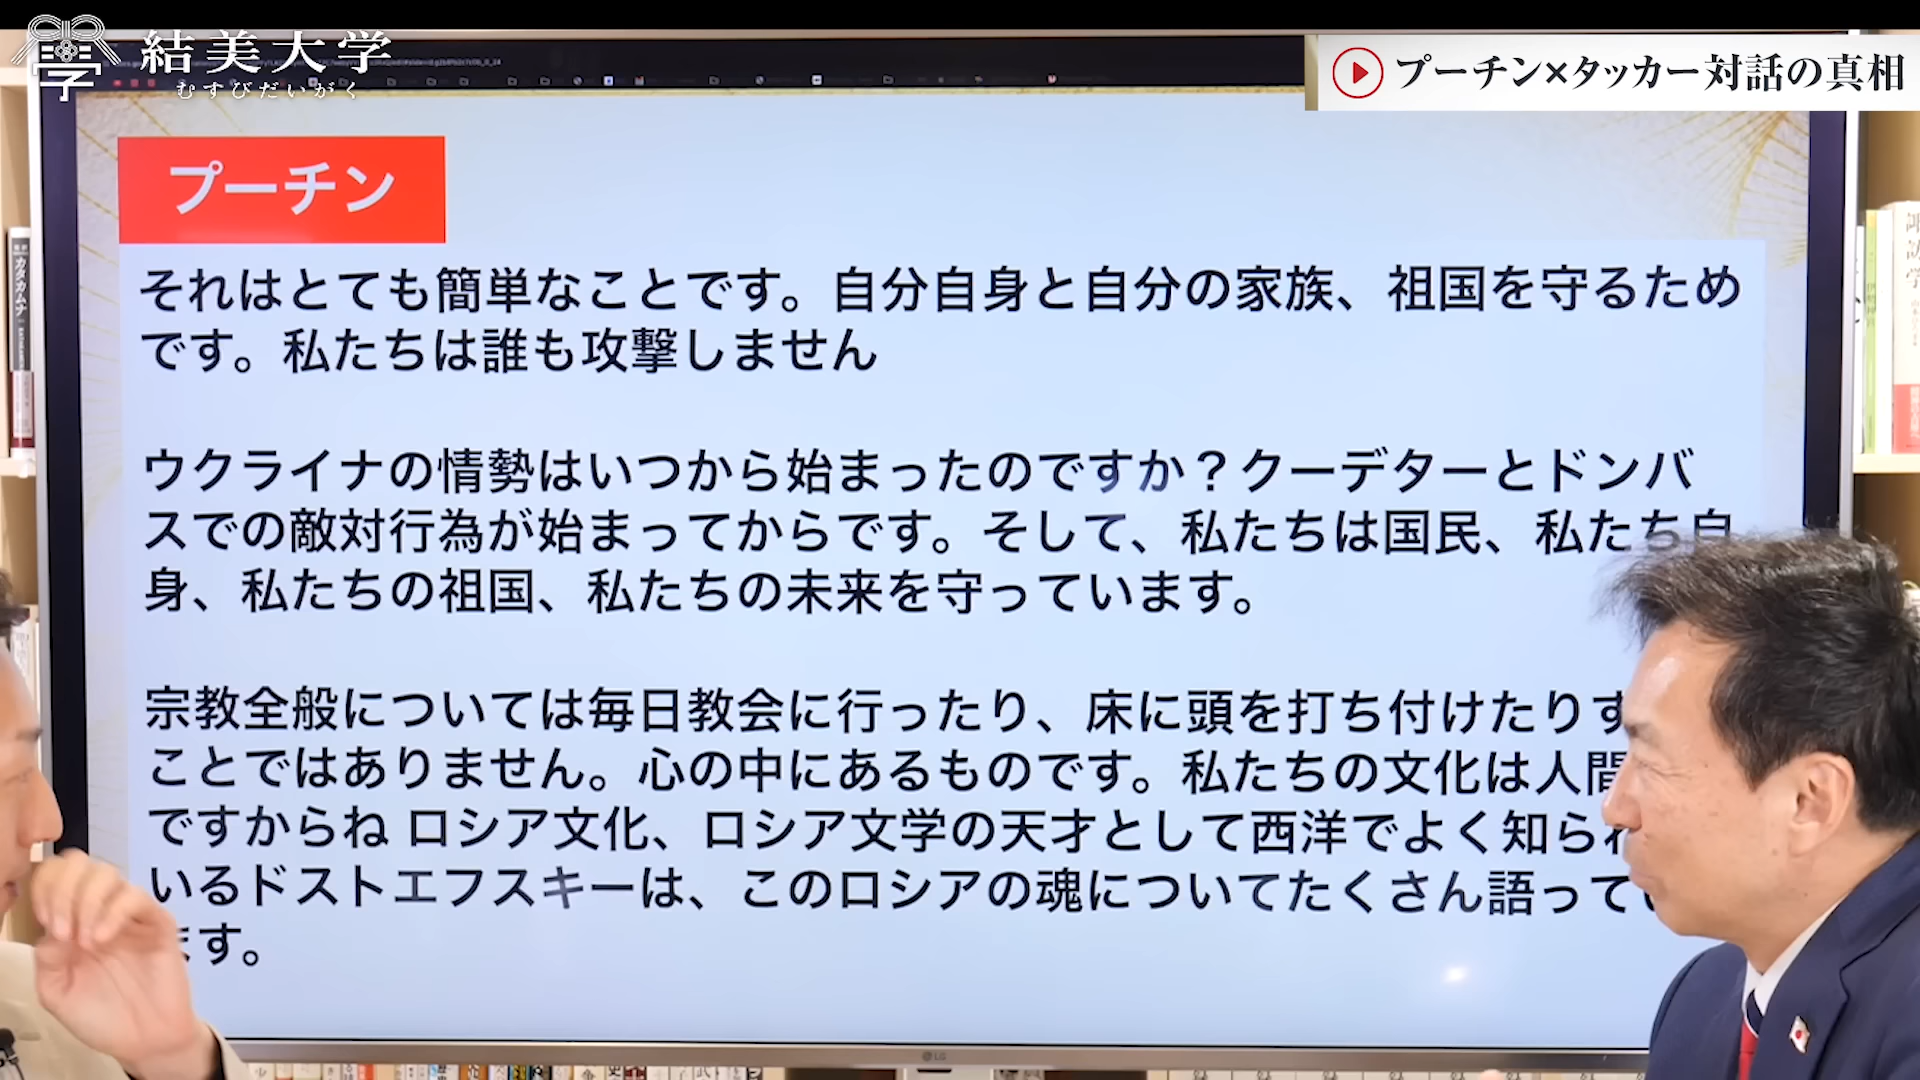 結美大学
むすびだいがく
プーチン×タッカー対話の真相
プーチン
それはとても簡単なことです。自分自身と自分の家族、祖国を守るため
です。私たちは誰も攻撃しません
ウクライナの情勢はいつから始まったのですか？クーデターとドンバ
スでの敵対行為が始まってからです。そして、私たちは国民、私たち自
身、私たちの祖国、私たちの未来を守っています。
宗教全般については毎日教会に行ったり、床に頭を打ち付けたりす
ことではありません。心の中にあるものです。私たちの文化は人間
ですからね ロシア文化、ロシア文学の天才として西洋でよく知られ
いるドストエフスキーは、このロシアの魂についてたくさん語ってい
ます。
カタカムナ
LG